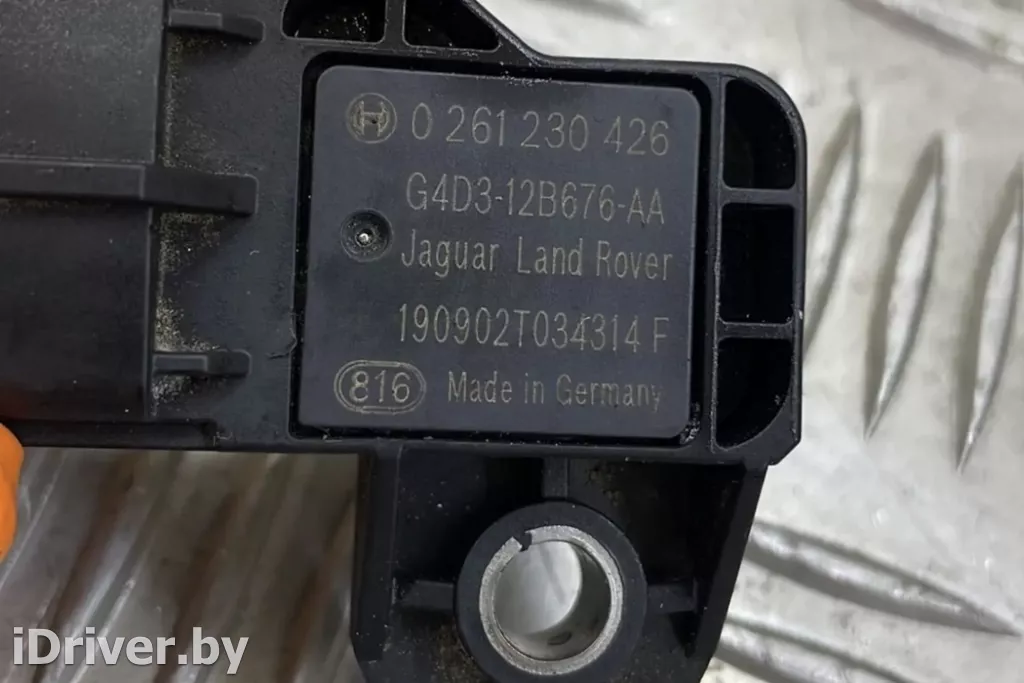 0 261 230 426
G4D3-12B676-AA
Jaguar Land Rover
190902T034314 F
816 Made in Germany
iDriver.by